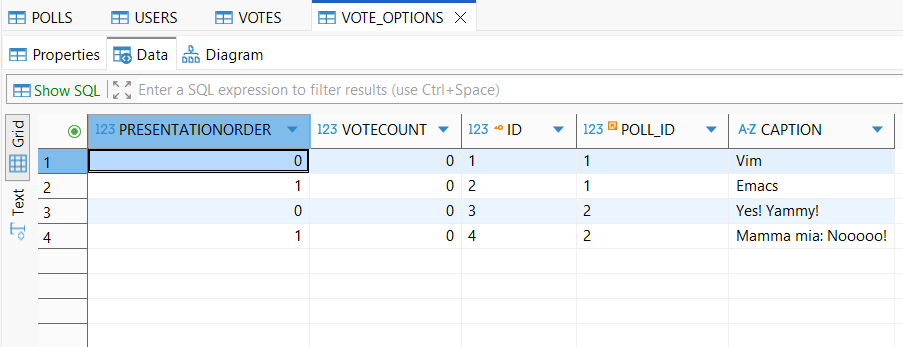 POLLS USERS VOTES VOTE_OPTIONS
Properties Data Diagram
Show SQL Enter a SQL expression to filter results (use Ctrl+Space)
Grid
Text
123 PRESENTATIONORDER 123 VOTECOUNT 123 ID 123 POLL_ID A-Z CAPTION
1 0 0 1 1 Vim
2 1 0 2 1 Emacs
3 0 0 3 2 Yes! Yammy!
4 1 0 4 2 Mamma mia: Nooooo!